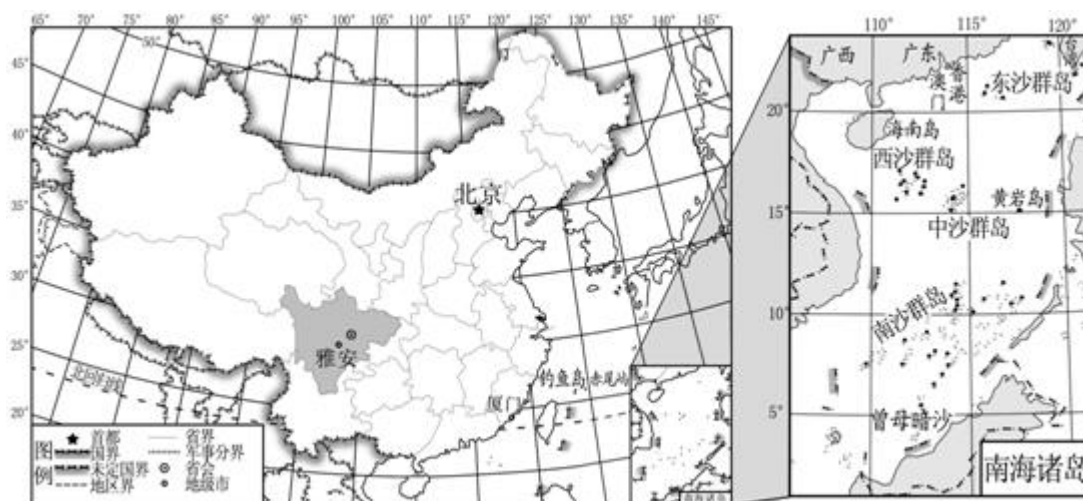 65° 70° 75° 80° 85° 90° 95° 100° 105° 110° 115° 120° 125° 130° 135° 140° 145°
50°
45°
40°
35°
30°
25°
20°
北京
雅安
北回归线
钓鱼岛
赤尾屿
厦门
图例
首都
省界
国界
军事分界
未定国界
省会
地区界
地级市
南海诸岛
110° 115° 120°
20°
15°
10°
5°
广西
广东
香港
澳
台
东沙群岛
海南岛
西沙群岛
黄岩岛
中沙群岛
南沙群岛
曾母暗沙
南海诸岛